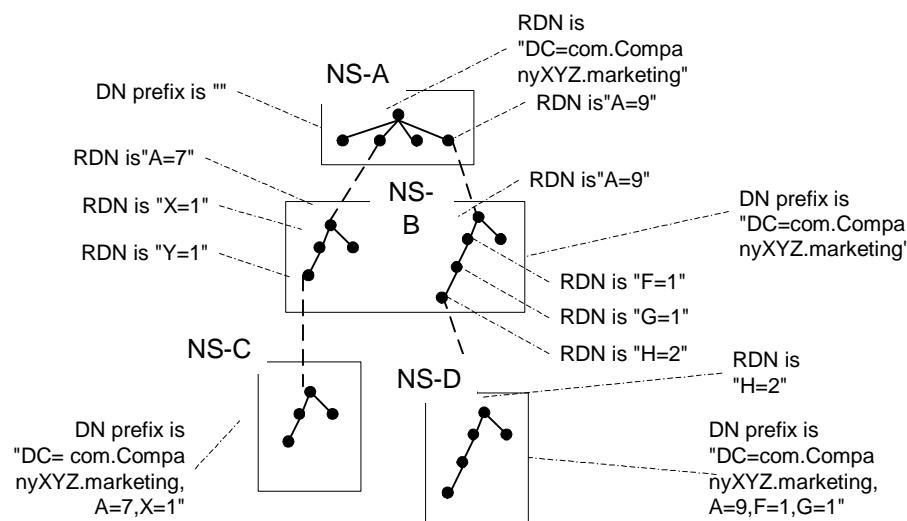 RDN is
"DC=com.Compa
nyXYZ.marketing"
NS-A
DN prefix is ""
RDN is"A=9"
RDN is"A=7"
NS-
B
RDN is"A=9"
RDN is "X=1"
DN prefix is
"DC=com.Compa
nyXYZ.marketing'
RDN is "Y=1"
RDN is "F=1"
RDN is "G=1"
RDN is "H=2"
NS-C
NS-D
RDN is
"H=2"
DN prefix is
"DC= com.Compa
nyXYZ.marketing,
A=7,X=1"
DN prefix is
"DC=com.Compa
nyXYZ.marketing,
A=9,F=1,G=1"